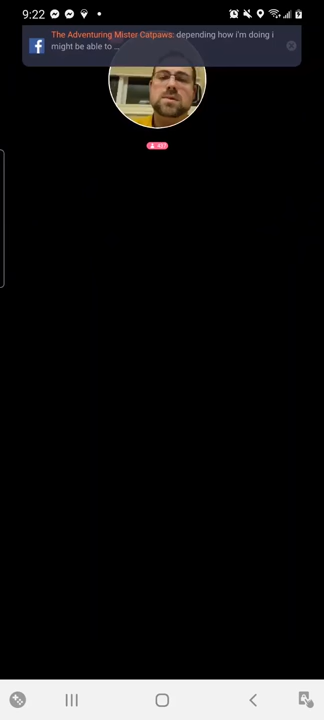 9:22
The Adventuring Mister Catpaws: depending how i'm doing i
might be able to ...